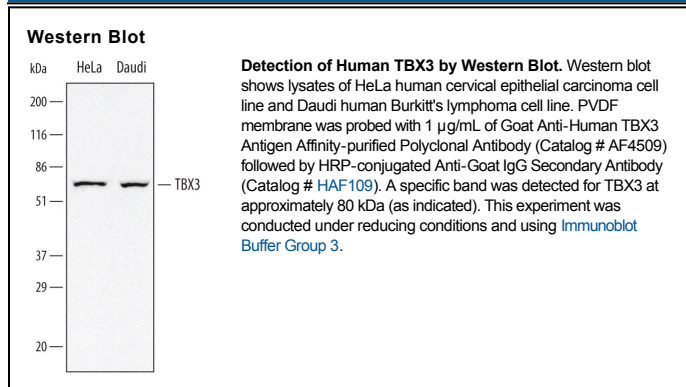 Western Blot
kDa HeLa Daudi
200
116
86
TBX3
51
37
29
20
Detection of Human TBX3 by Western Blot. Western blot
shows lysates of HeLa human cervical epithelial carcinoma cell
line and Daudi human Burkitt's lymphoma cell line. PVDF
membrane was probed with 1 µg/mL of Goat Anti-Human TBX3
Antigen Affinity-purified Polyclonal Antibody (Catalog # AF4509)
followed by HRP-conjugated Anti-Goat IgG Secondary Antibody
(Catalog # HAF109). A specific band was detected for TBX3 at
approximately 80 kDa (as indicated). This experiment was
conducted under reducing conditions and using Immunoblot
Buffer Group 3.